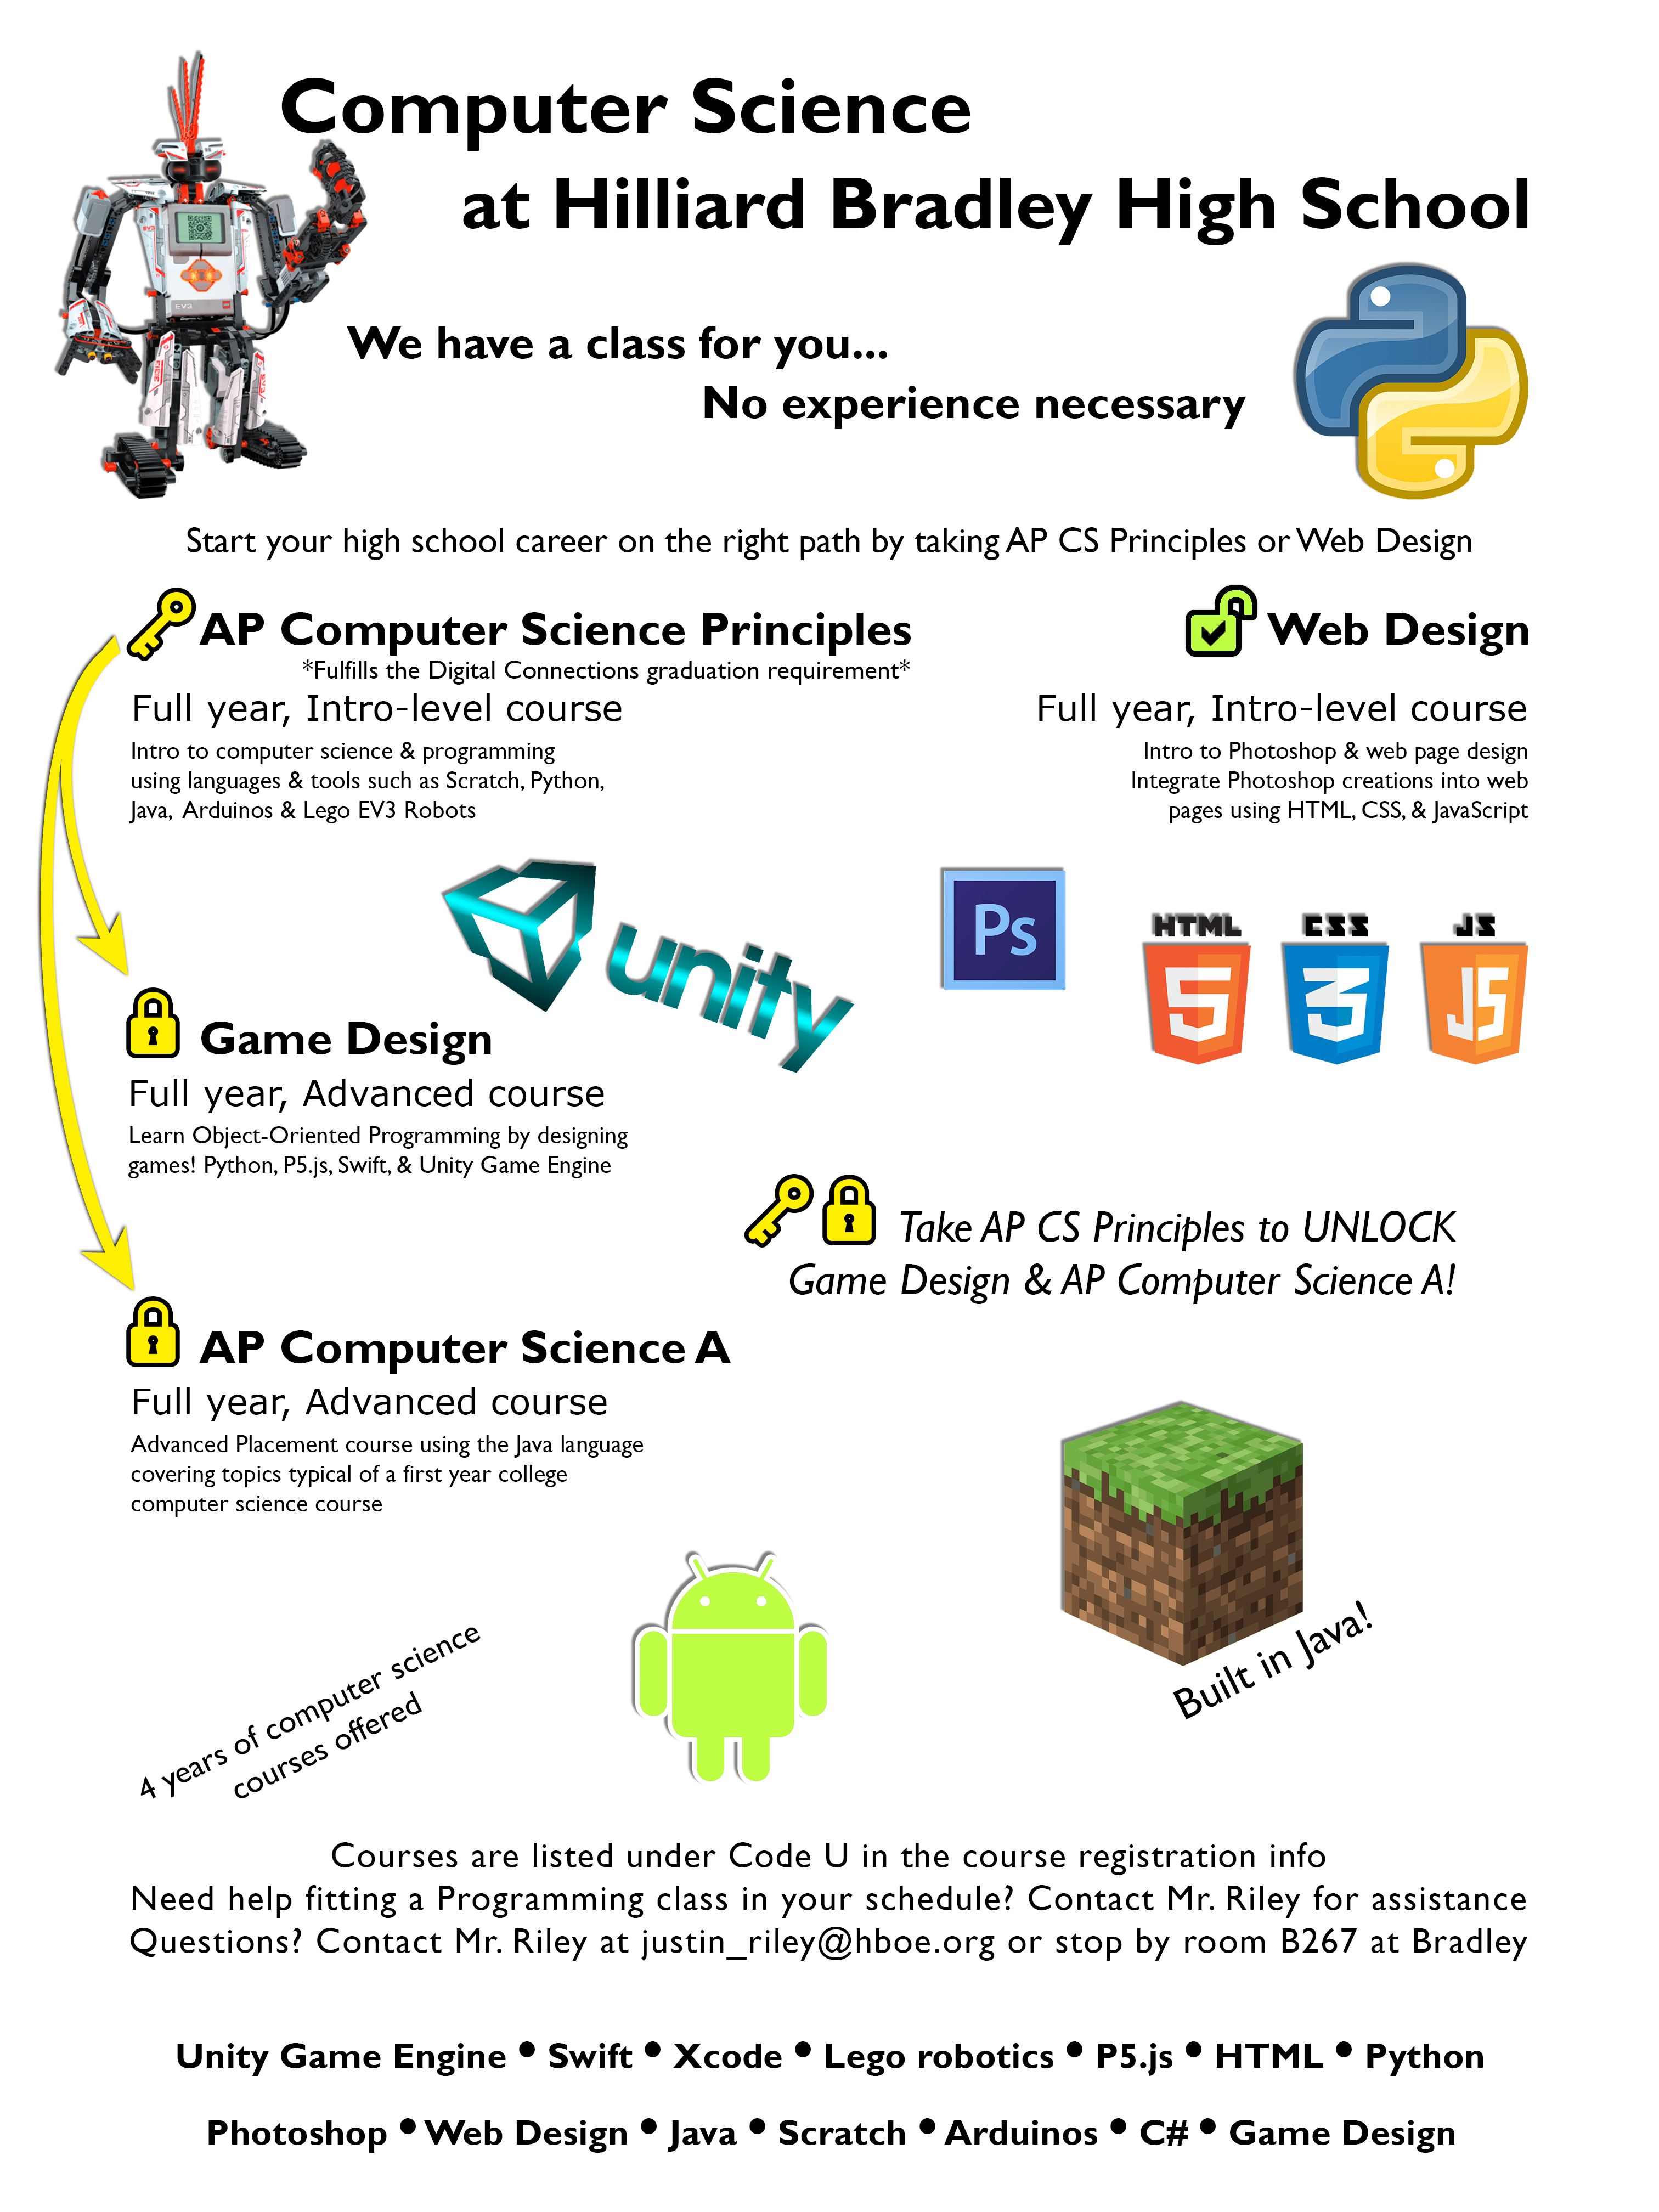 Computer Science
at Hilliard Bradley High School
We have a class for you...
No experience necessary
Start your high school career on the right path by taking AP CS Principles or Web Design
AP Computer Science Principles
*Fulfills the Digital Connections graduation requirement*
Full year, Intro-level course
Intro to computer science & programming
using languages & tools such as Scratch, Python,
Java, Arduinos & Lego EV3 Robots
Web Design
Full year, Intro-level course
Intro to Photoshop & web page design
Integrate Photoshop creations into web
pages using HTML, CSS, & JavaScript
unity
Ps
HTML
5
CSS
3
JS
JS
Game Design
Full year, Advanced course
Learn Object-Oriented Programming by designing
games! Python, P5.js, Swift, & Unity Game Engine
Take AP CS Principles to UNLOCK
Game Design & AP Computer Science A!
AP Computer Science A
Full year, Advanced course
Advanced Placement course using the Java language
covering topics typical of a first year college
computer science course
Built in Java!
4 years of computer science
courses offered
Courses are listed under Code U in the course registration info
Need help fitting a Programming class in your schedule? Contact Mr. Riley for assistance
Questions? Contact Mr. Riley at justin_riley@hboe.org or stop by room B267 at Bradley
Unity Game Engine • Swift • Xcode • Lego robotics • P5.js • HTML • Python
Photoshop • Web Design • Java • Scratch • Arduinos • C# • Game Design